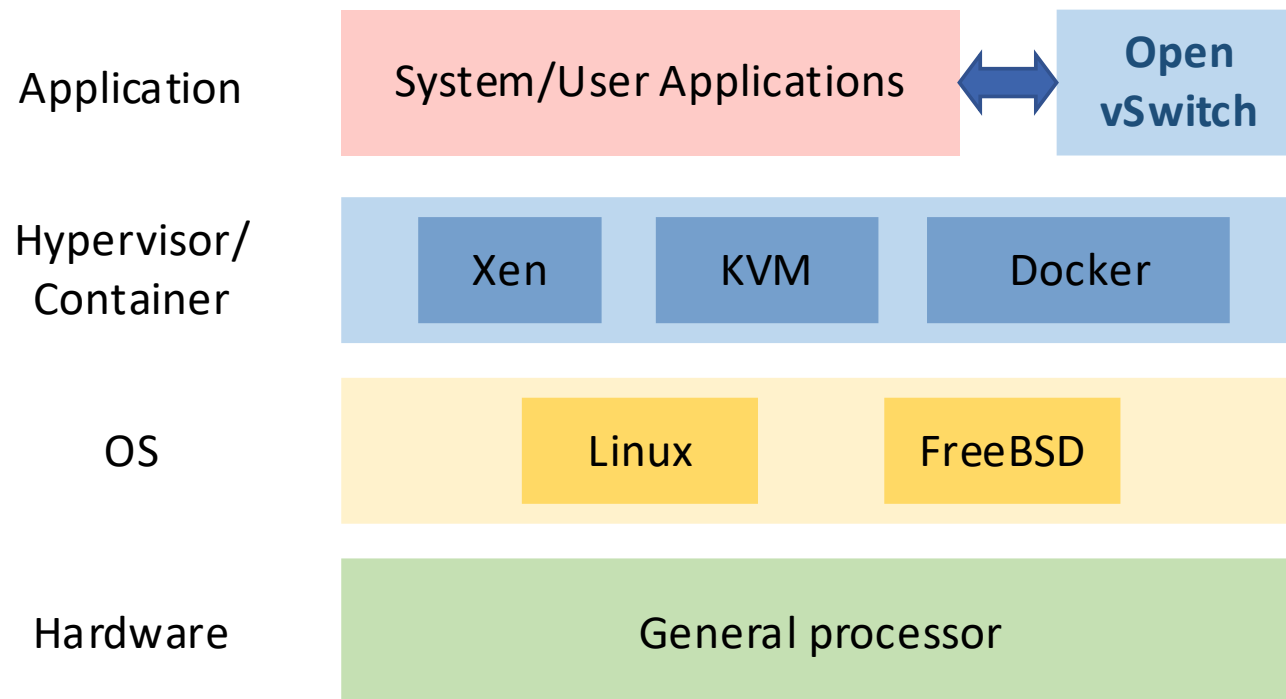 Application
System/User Applications
Open
vSwitch
Hypervisor/
Container
Xen
KVM
Docker
OS
Linux
FreeBSD
Hardware
General processor